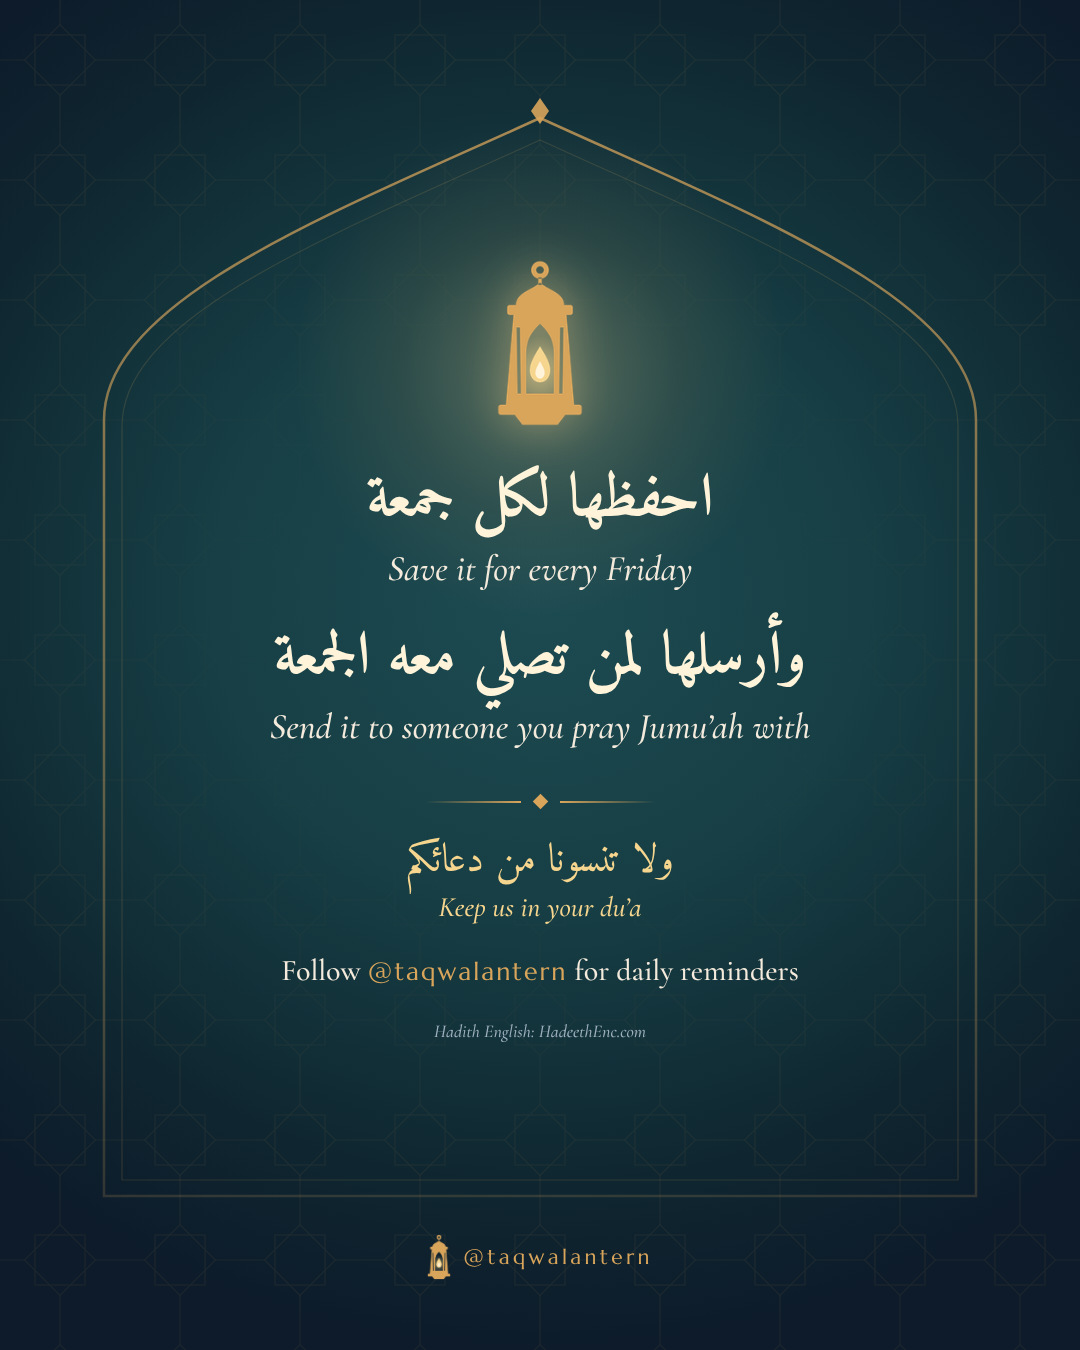 احفظها لكل جمعة
Save it for every Friday
وأرسلها لمن تصلي معه الجمعة
Send it to someone you pray Jumu’ah with
ولا تنسونا من دعائكم
Keep us in your du’a
Follow @taqwalantern for daily reminders
Hadith English: HadeethEnc.com
@taqwalantern